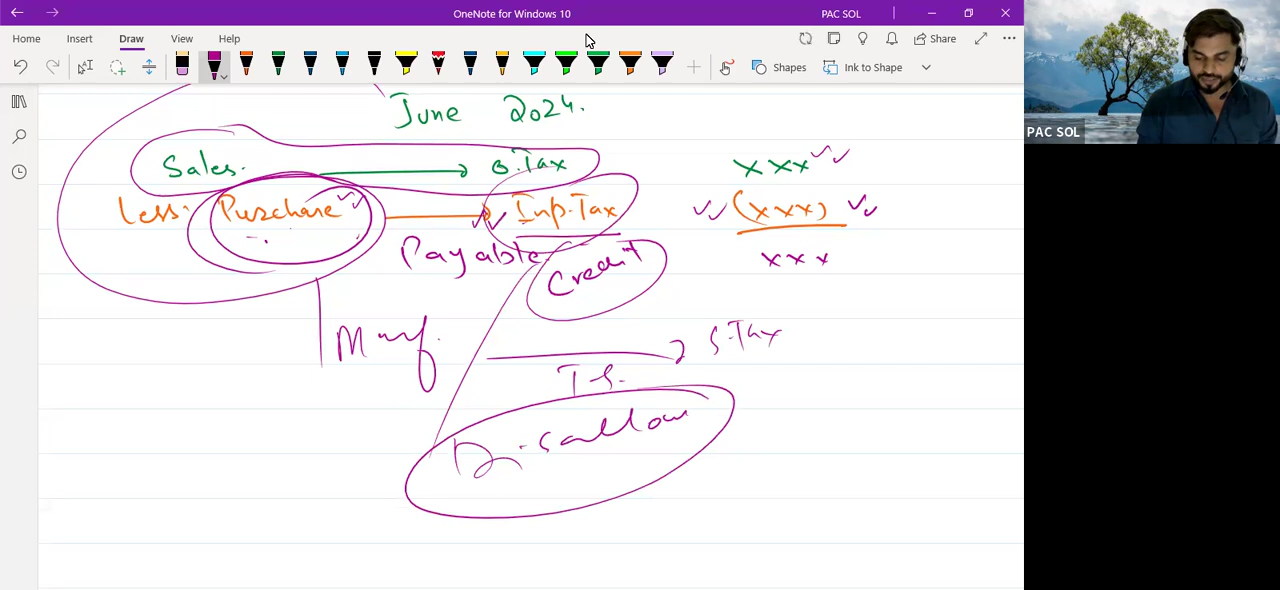 OneNote for Windows 10
PAC SOL
Home Insert Draw View Help
Share
Shapes
Ink to Shape
June 2024.
Sales. O.Tax xxx
Less. Purchase Inp.Tax (xxx)
Payable xxx
Credit
Manf. S.Tax
T.S.
Disallow
PAC SOL